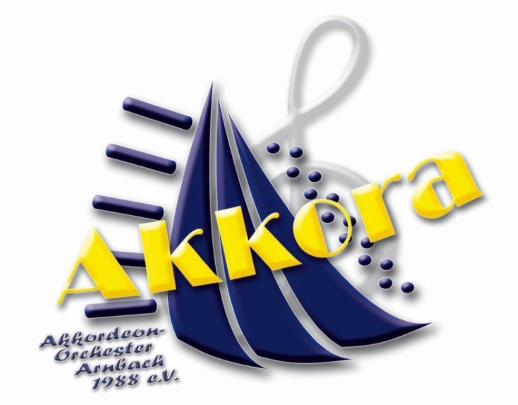 Akkora
Akkordeon-
Orchester
Arnbach
1988 e.V.